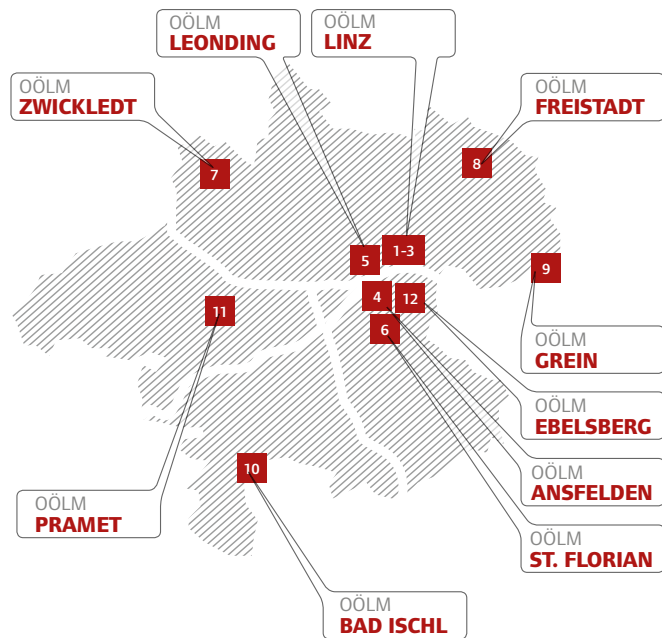 OÖLM
LEONDING
OÖLM
LINZ
OÖLM
ZWICKLEDT
OÖLM
FREISTADT
7
8
1-3
5
9
4
12
11
6
OÖLM
GREIN
OÖLM
EBELSBERG
10
OÖLM
ANSFELDEN
OÖLM
PRAMET
OÖLM
ST. FLORIAN
OÖLM
BAD ISCHL